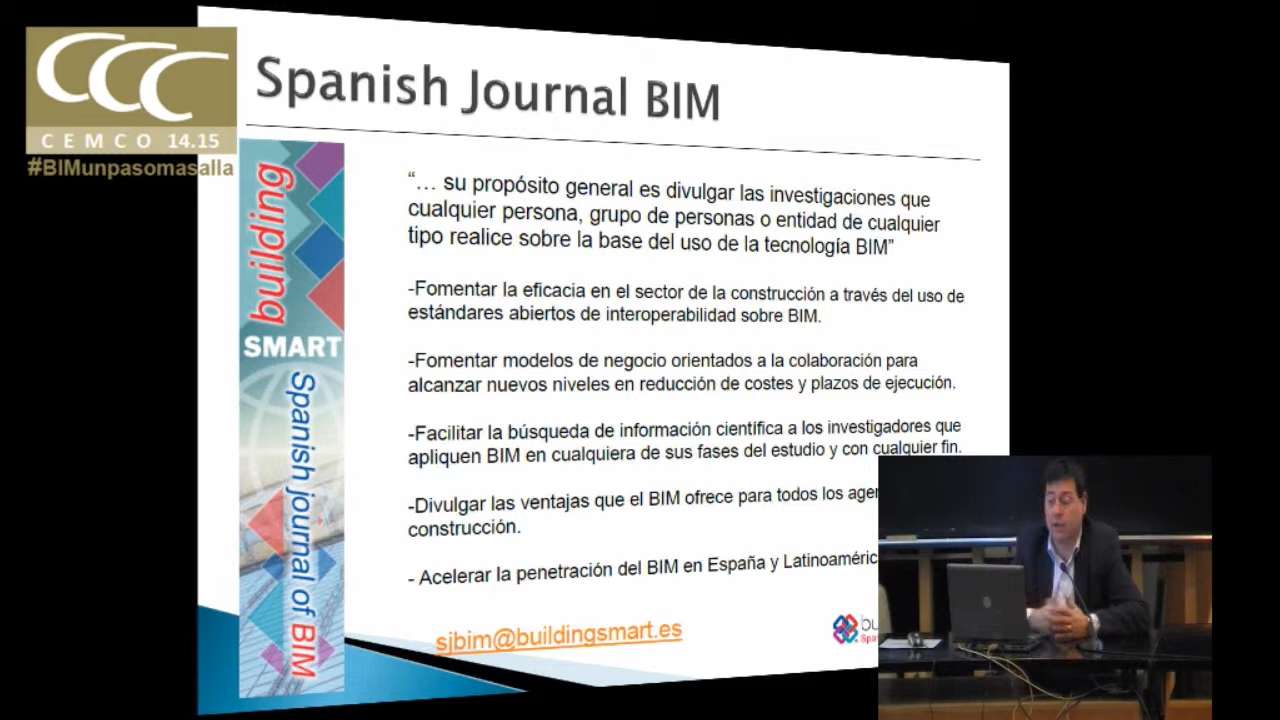 CCC
CEMCO 14.15
#BIMunpasomasalla
Spanish Journal BIM
building
SMART
Spanish journal of BIM
“… su propósito general es divulgar las investigaciones que
cualquier persona, grupo de personas o entidad de cualquier
tipo realice sobre la base del uso de la tecnología BIM”
-Fomentar la eficacia en el sector de la construcción a través del uso de
estándares abiertos de interoperabilidad sobre BIM.
-Fomentar modelos de negocio orientados a la colaboración para
alcanzar nuevos niveles en reducción de costes y plazos de ejecución.
-Facilitar la búsqueda de información científica a los investigadores que
apliquen BIM en cualquiera de sus fases del estudio y con cualquier fin.
-Divulgar las ventajas que el BIM ofrece para todos los
construcción.
- Acelerar la penetración del BIM en España y
sjbim@buildingsmart.es